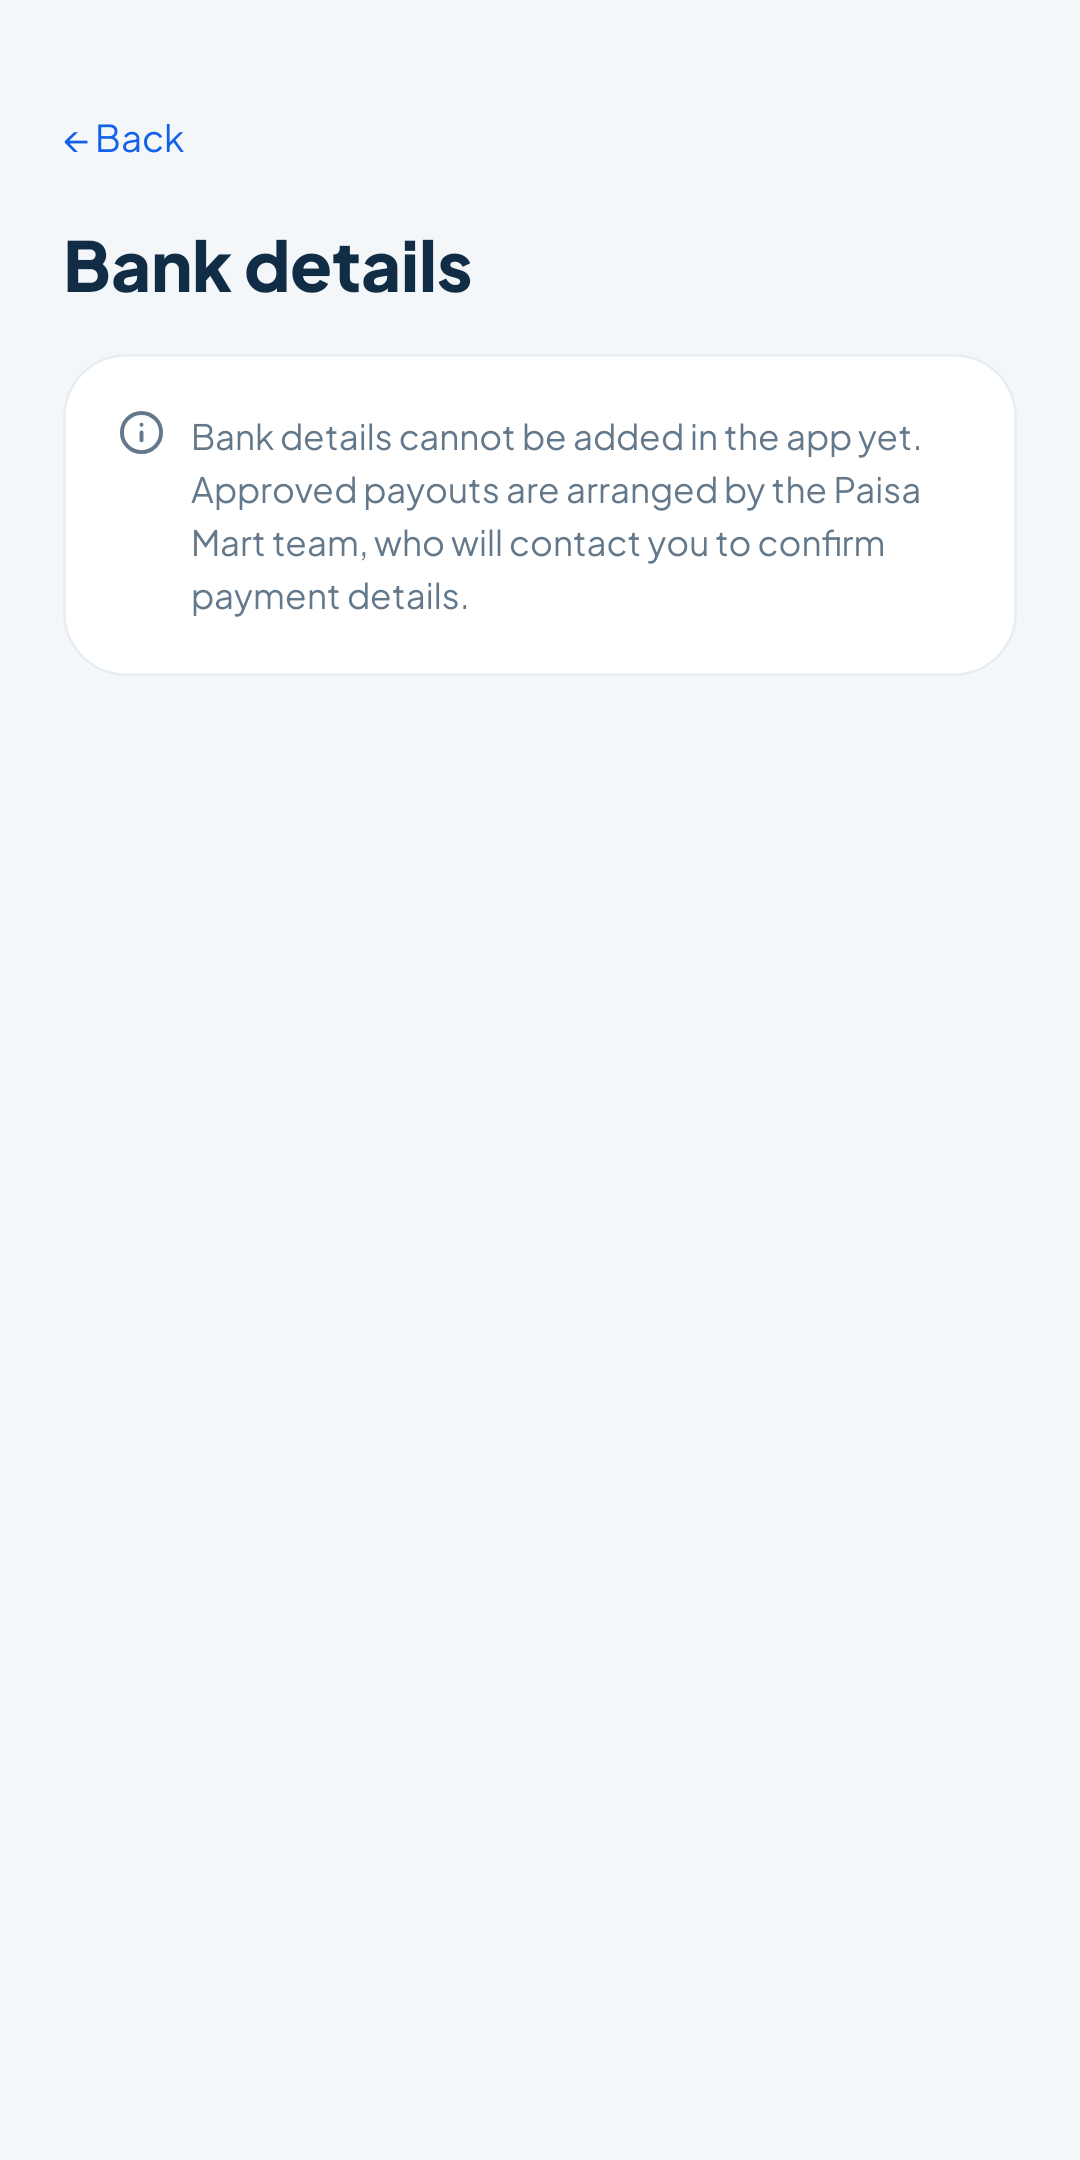 ← Back
Bank details
Bank details cannot be added in the app yet.
Approved payouts are arranged by the Paisa
Mart team, who will contact you to confirm
payment details.